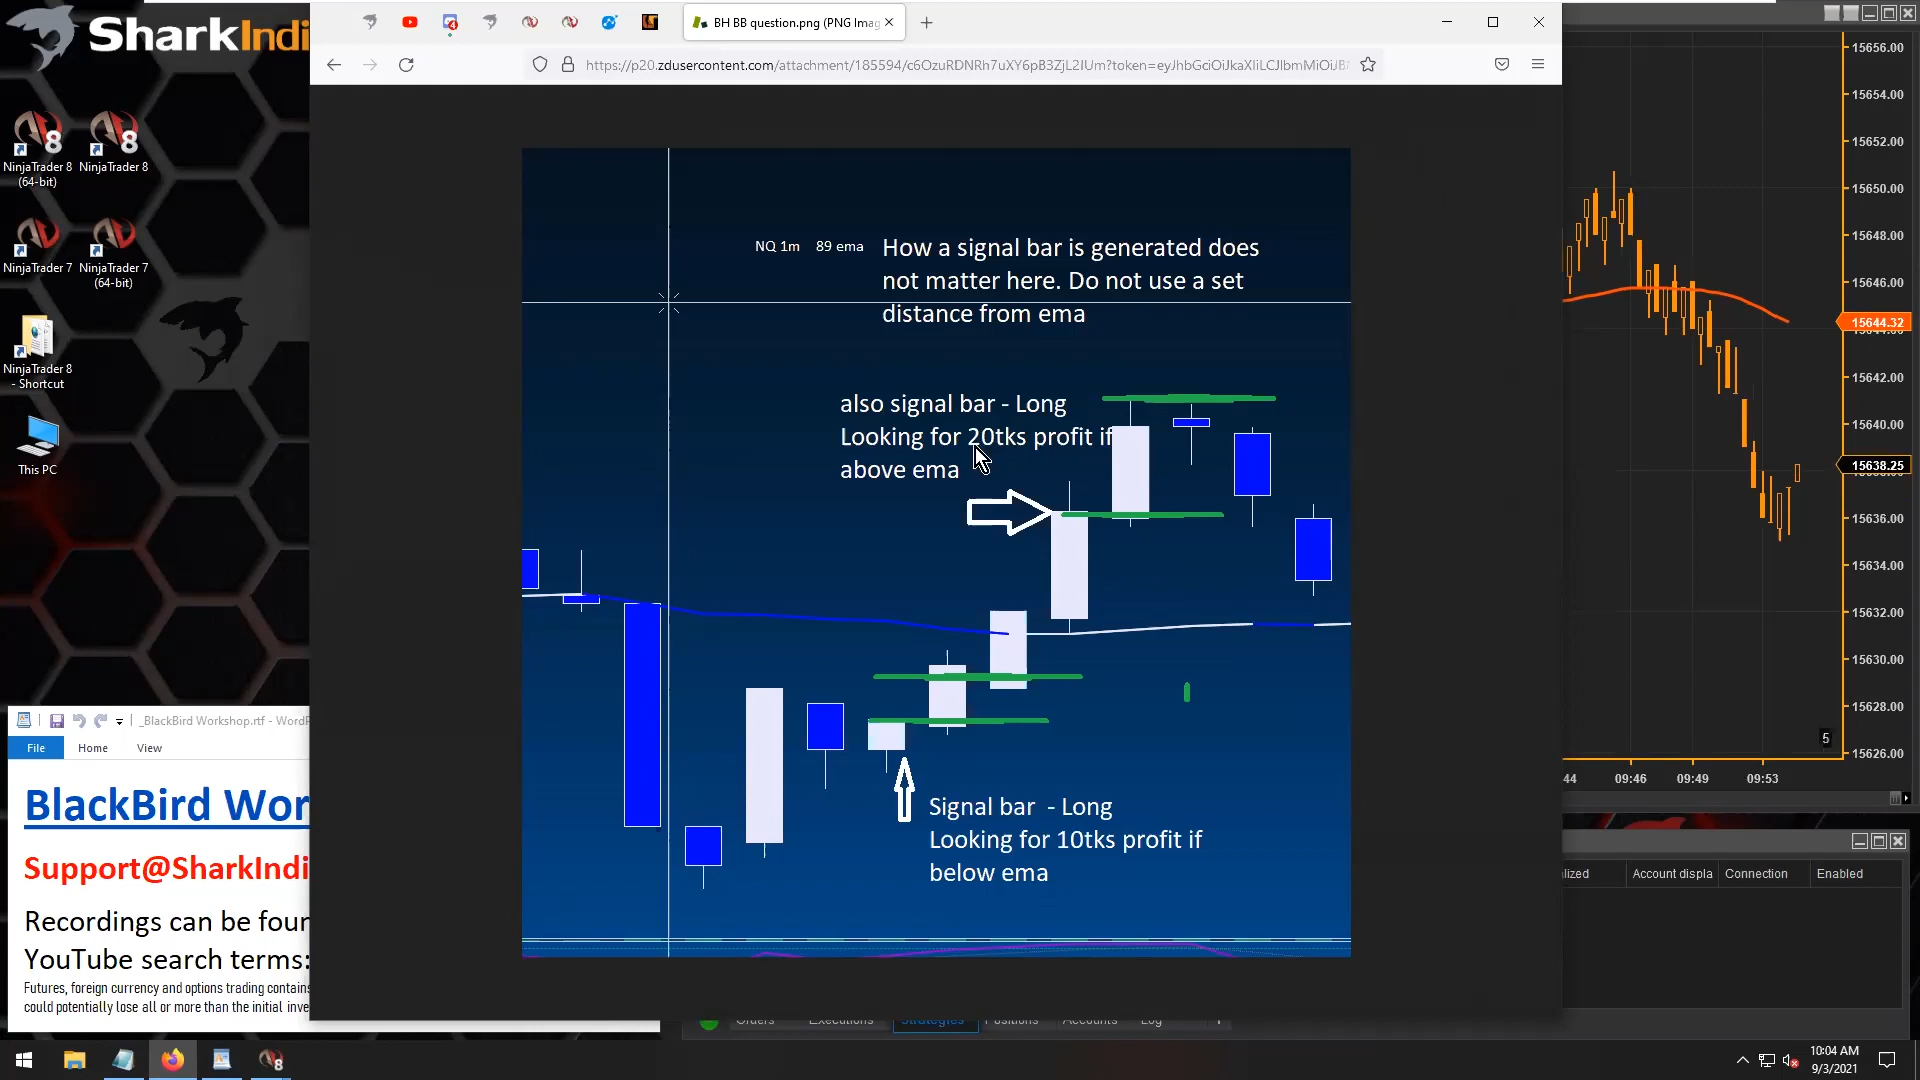 SharkIndi
BH BB question.png (PNG Imag
https://p20.zdusercontent.com/attachment/185594/c6OzuRDNRh7uXY6pB3ZjL2IUm?token=eyJhbGciOiJkaXIiLCJlbmMiOiJB
NinjaTrader 8
(64-bit)
NinjaTrader 8
NinjaTrader 7
NinjaTrader 7
(64-bit)
NinjaTrader 8
- Shortcut
This PC
NQ 1m 89 ema
How a signal bar is generated does
not matter here. Do not use a set
distance from ema
also signal bar - Long
Looking for 20tks profit if
above ema
Signal bar - Long
Looking for 10tks profit if
below ema
15656.00
15654.00
15652.00
15650.00
15648.00
15646.00
15644.32
15642.00
15640.00
15638.25
15636.00
15634.00
15632.00
15630.00
15628.00
15626.00
5
44
09:46
09:49
09:53
_BlackBird Workshop.rtf - WordP
File
Home
View
BlackBird Wor
Support@SharkIndi
Recordings can be four
YouTube search terms:
Futures, foreign currency and options trading contains
could potentially lose all or more than the initial inve
lized
Account displa
Connection
Enabled
Orders
Executions
Strategies
Positions
Accounts
Log
+
10:04 AM
9/3/2021